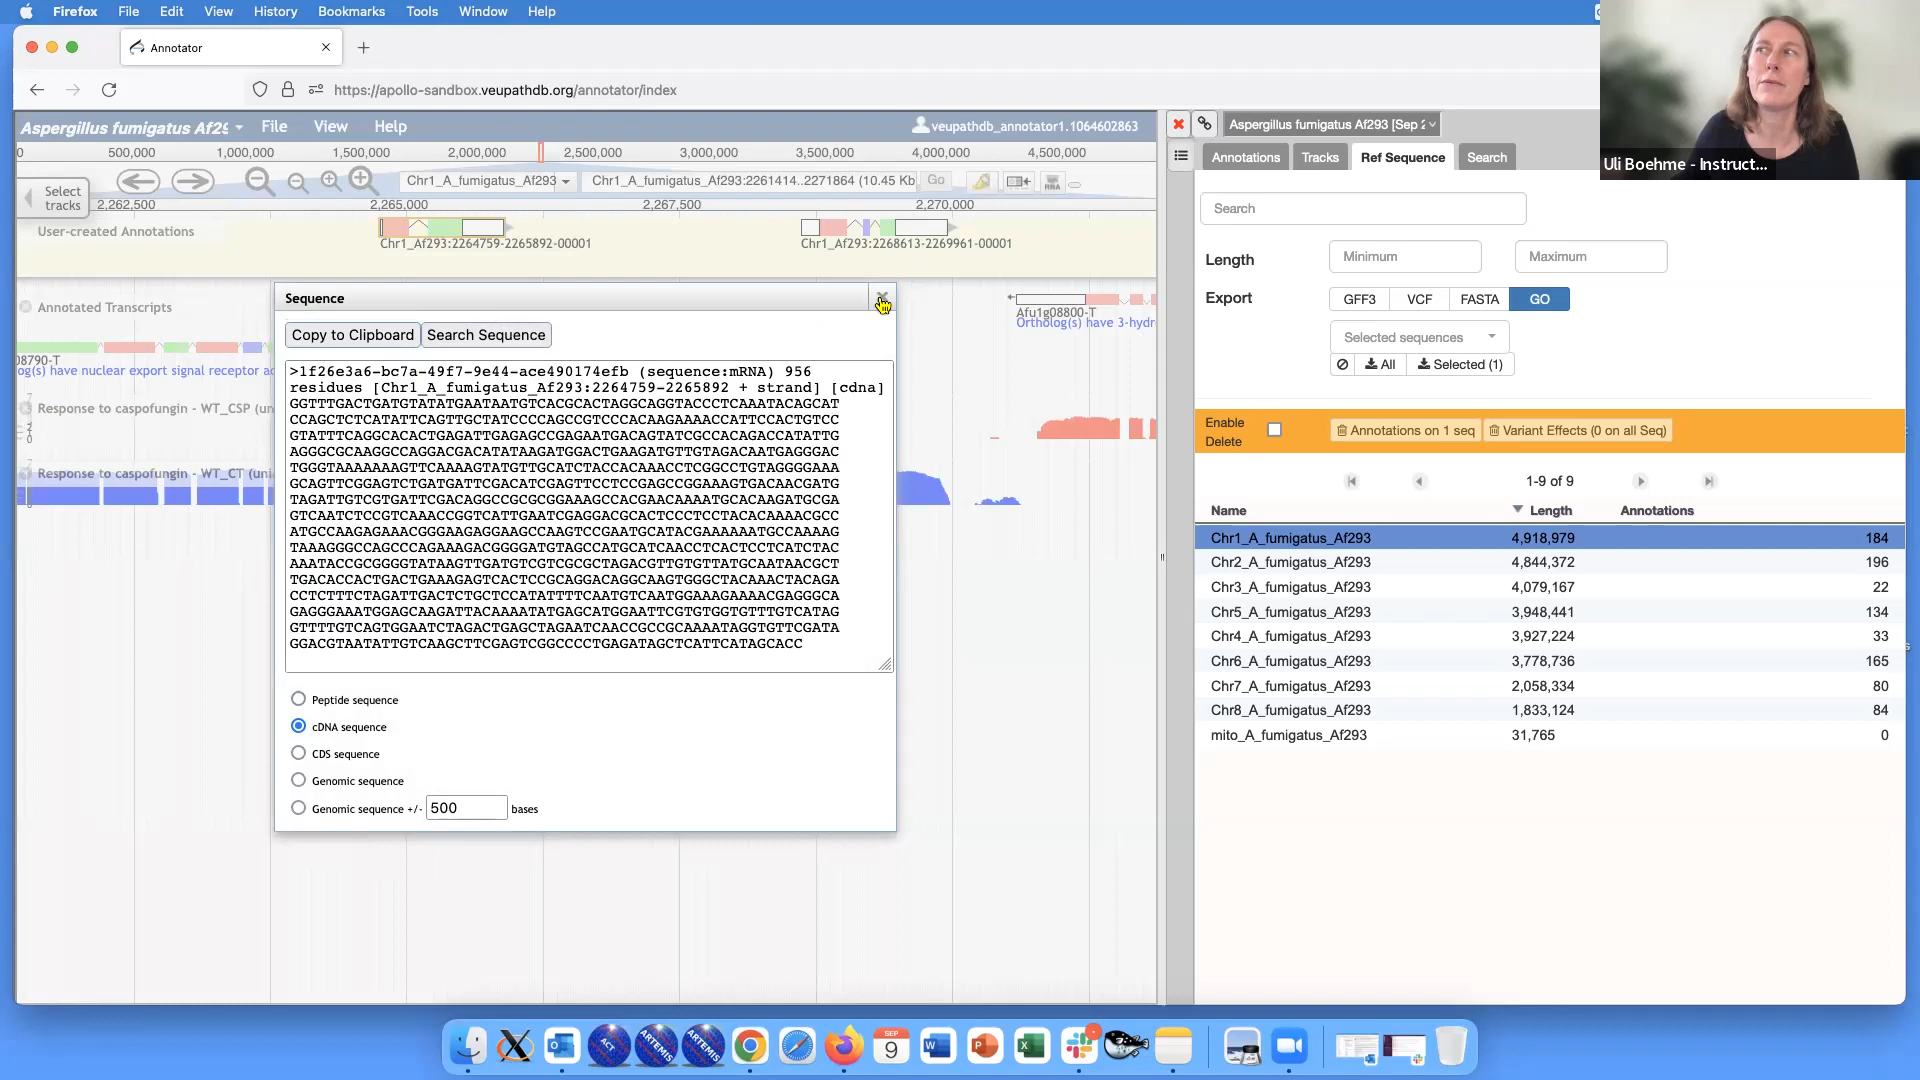 Firefox File Edit View History Bookmarks Tools Window Help
Annotator
https://apollo-sandbox.veupathdb.org/annotator/index
Uli Boehme - Instruct...
Aspergillus fumigatus Af29 File View Help
veupathdb_annotator1.1064602863
0 500,000 1,000,000 1,500,000 2,000,000 2,500,000 3,000,000 3,500,000 4,000,000 4,500,000
Select tracks
Chr1_A_fumigatus_Af293
Chr1_A_fumigatus_Af293:2261414..2271864 (10.45 Kb
Go
2,262,500 2,265,000 2,267,500 2,270,000
User-created Annotations
Chr1_Af293:2264759-2265892-00001
Chr1_Af293:2268613-2269961-00001
Annotated Transcripts
08790-T
og(s) have nuclear export signal receptor ac
Afu1g08800-T
Ortholog(s) have 3-hydr
Response to caspofungin - WT_CSP (un
Response to caspofungin - WT_CT (uni
Sequence
Copy to Clipboard
Search Sequence
>1f26e3a6-bc7a-49f7-9e44-ace490174efb (sequence:mRNA) 956
residues [Chr1_A_fumigatus_Af293:2264759-2265892 + strand] [cdna]
GGTTTGACTGATGTATATGAATAATGTCACGCACTAGGCAGGTACCCTCAAATACAGCAT
CCAGCTCTCATATTCAGTTGCTATCCCCAGCCGTCCCACAAGAAAACCATTCCACTGTCC
GTATTTCAGGCACACTGAGATTGAGAGCCGAGAATGACAGTATCGCCACAGACCATATTG
AGGGCGCAAGGCCAGGACGACATATAAGATGGACTGAAGATGTTGTAGACAATGAGGGAC
TGGGTAAAAAAAGTTCAAAAGTATGTTGCATCTACCACAAACCTCGGCCTGTAGGGGAAA
GCAGTTCGGAGTCTGATGATTCGACATCGAGTTCCTCCGAGCCGGAAAGTGACAACGATG
TAGATTGTCGTGATTCGACAGGCCGCGCGGAAAGCCACGAACAAAATGCACAAGATGCGA
GTCAATCTCCGTCAAACCGGTCATTGAATCGAGGACGCACTCCCTCCTACACAAAACGCC
ATGCCAAGAGAAACGGGAAGAGGAAGCCAAGTCCGAATGCATACGAAAAAATGCCAAAAG
TAAAGGGCCAGCCCAGAAAGACGGGGATGTAGCCATGCATCAACCTCACTCCTCATCTAC
AAATACCGCGGGGTATAAGTTGATGTCGTCGCGCTAGACGTTGTGTTATGCAATAACGCT
TGACACCACTGACTGAAAGAGTCACTCCGCAGGACAGGCAAGTGGGCTACAAACTACAGA
CCTCTTTCTAGATTGACTCTGCTCCATATTTTCAATGTCAATGGAAAGAAAACGAGGGCA
GAGGGAAATGGAGCAAGATTACAAAATATGAGCATGGAATTCGTGTGGTGTTTGTCATAG
GTTTTGTCAGTGGAATCTAGACTGAGCTAGAATCAACCGCCGCAAAATAGGTGTTCGATA
GGACGTAATATTGTCAAGCTTCGAGTCGGCCCCTGAGATAGCTCATTCATAGCACC
Peptide sequence
cDNA sequence
CDS sequence
Genomic sequence
Genomic sequence +/- 500 bases
Aspergillus fumigatus Af293 [Sep 2
Annotations Tracks Ref Sequence Search
Search
Length Minimum Maximum
Export GFF3 VCF FASTA GO
Selected sequences
All Selected (1)
Enable Delete
Annotations on 1 seq
Variant Effects (0 on all Seq)
1-9 of 9
Name Length Annotations
Chr1_A_fumigatus_Af293 4,918,979 184
Chr2_A_fumigatus_Af293 4,844,372 196
Chr3_A_fumigatus_Af293 4,079,167 22
Chr5_A_fumigatus_Af293 3,948,441 134
Chr4_A_fumigatus_Af293 3,927,224 33
Chr6_A_fumigatus_Af293 3,778,736 165
Chr7_A_fumigatus_Af293 2,058,334 80
Chr8_A_fumigatus_Af293 1,833,124 84
mito_A_fumigatus_Af293 31,765 0
ACT ARTEMIS ARTEMIS SEP 9